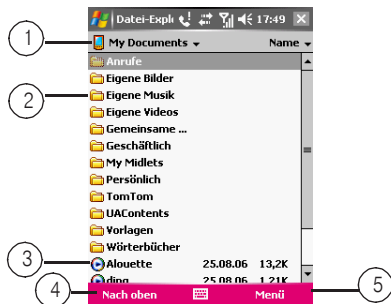 Datei-Explo 17:49
1 My Documents Name
Anrufe
Eigene Bilder
2 Eigene Musik
Eigene Videos
Gemeinsame ...
Geschäftlich
My Midlets
Persönlich
TomTom
UAContents
Vorlagen
Wörterbücher
3 Alouette 25.08.06 13,2K
ding 25.08.06 1,21K
4 Nach oben Menü 5